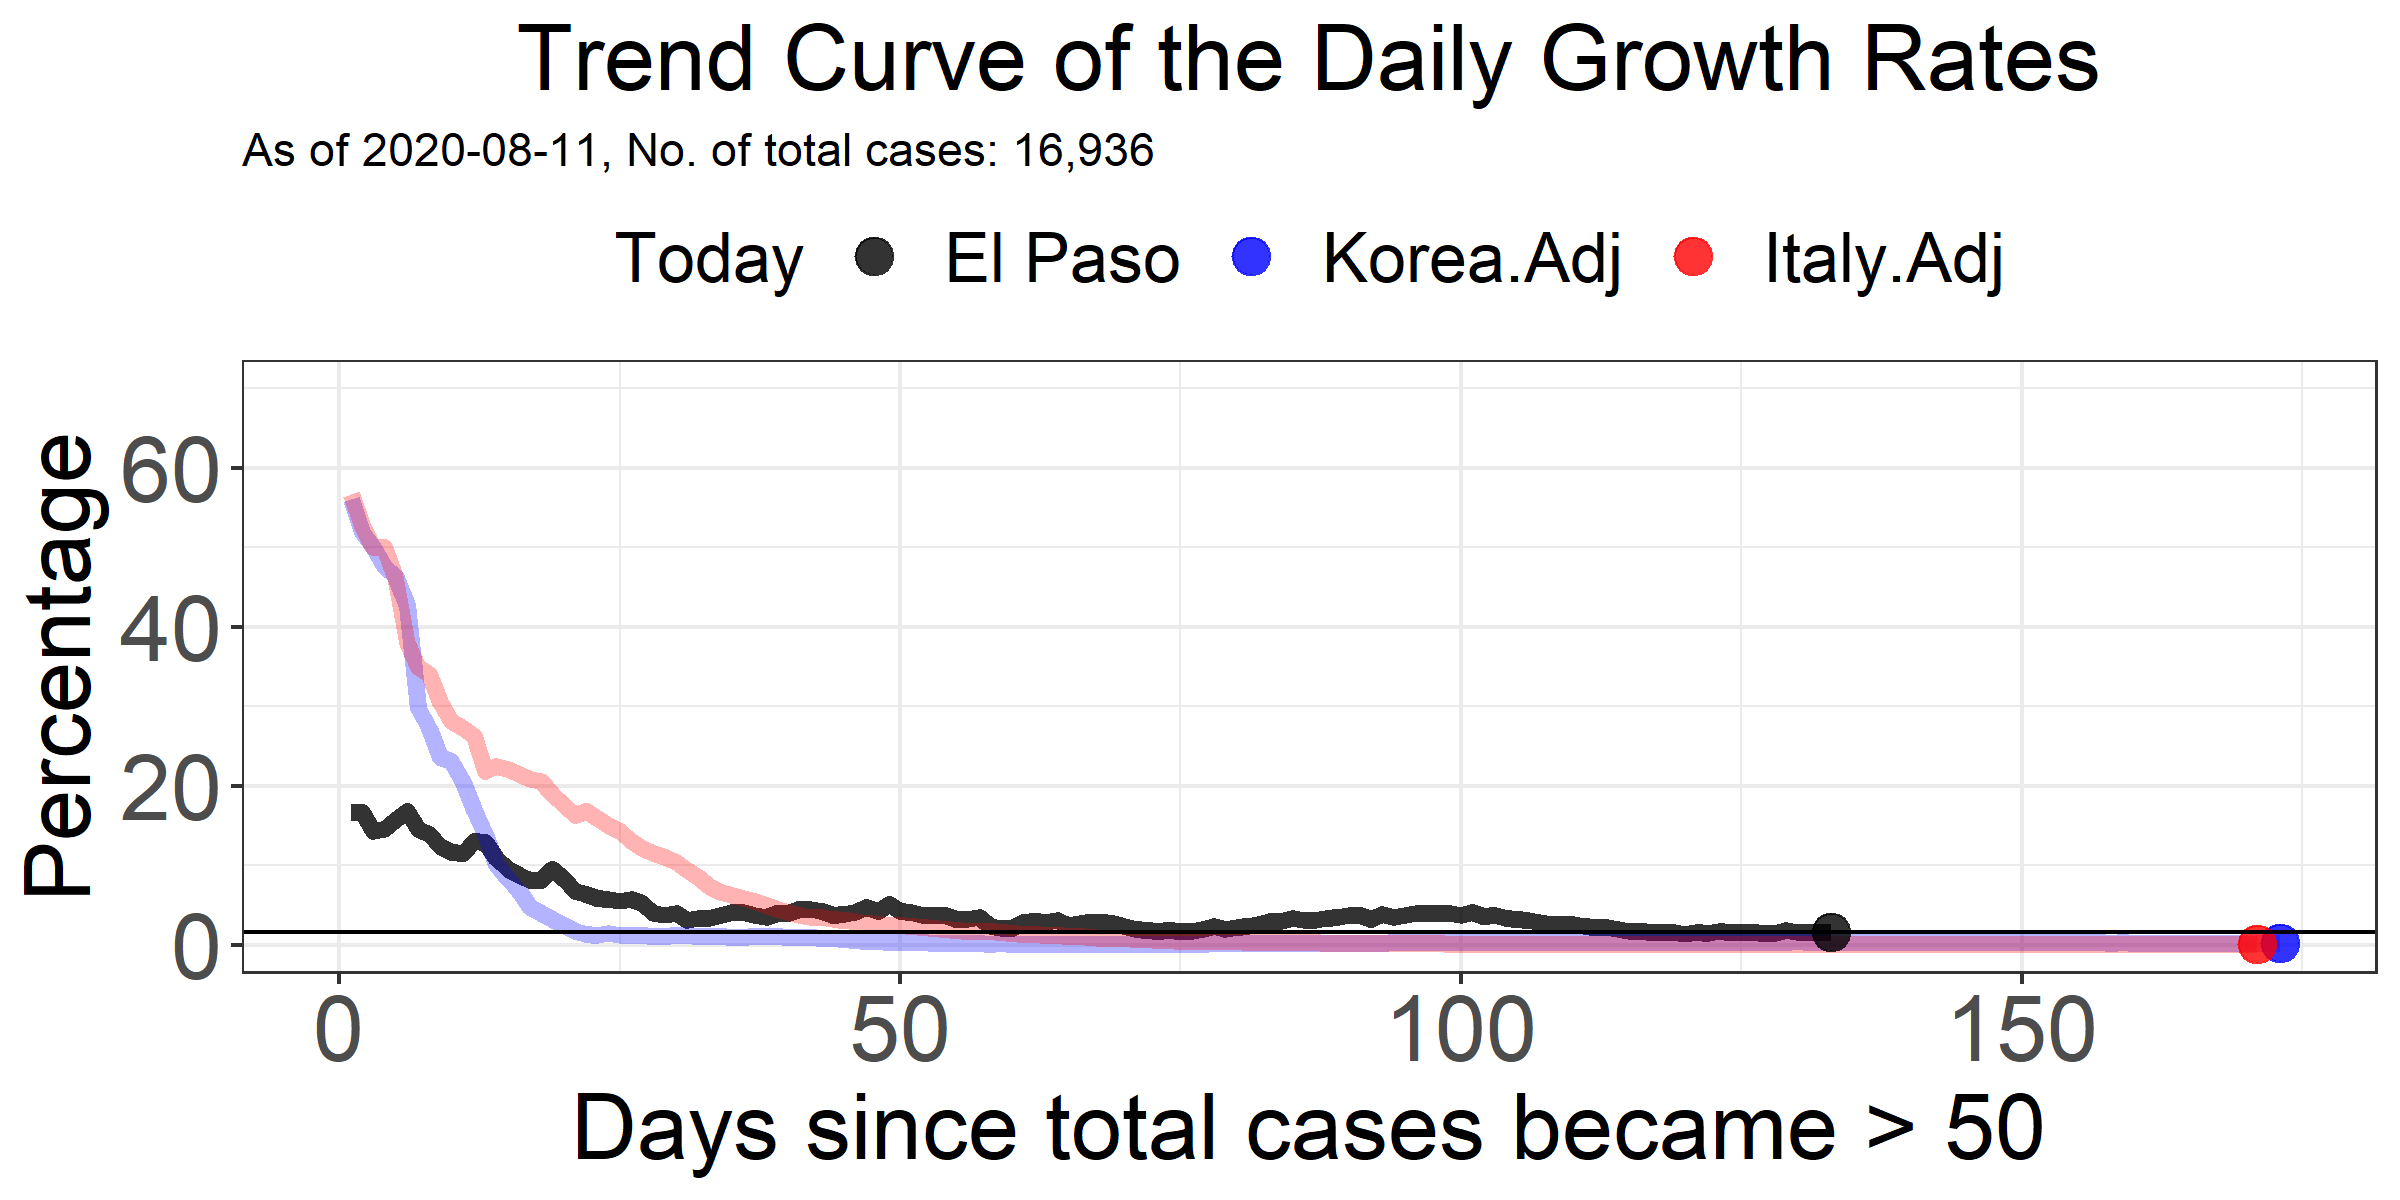 Trend Curve of the Daily Growth Rates
As of 2020-08-11, No. of total cases: 16,936
Today El Paso Korea.Adj Italy.Adj
Percentage
60
40
20
0
0 50 100 150
Days since total cases became > 50